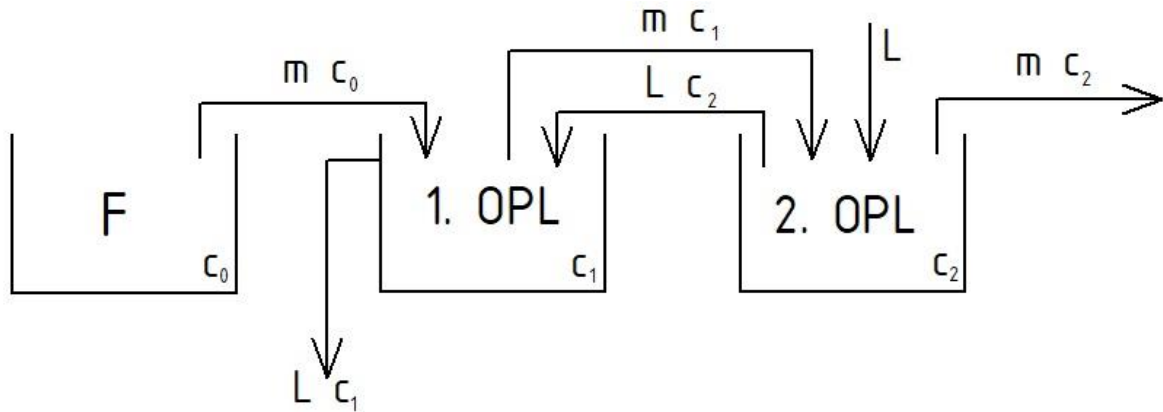 m c₁
L
m c₀
L c₂
m c₂
F
1. OPL
2. OPL
c₀
c₁
c₂
L c₁